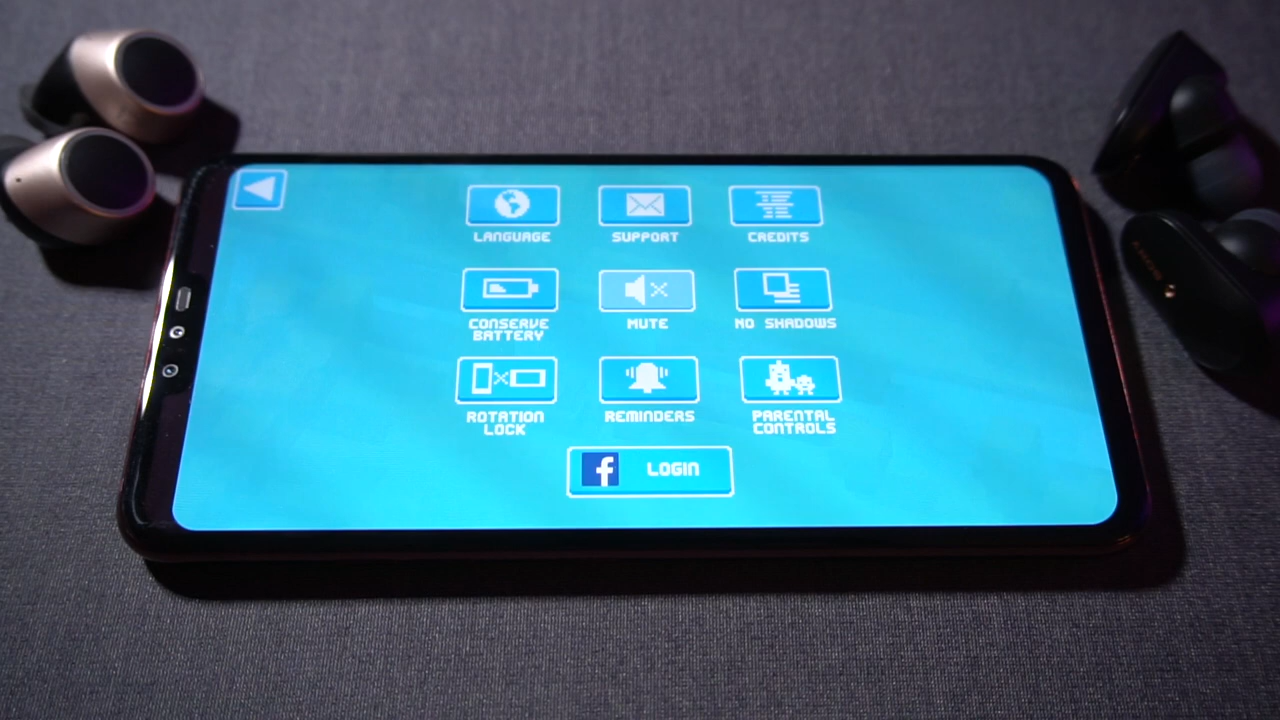 LANGUAGE
SUPPORT
CREDITS
CONSERVE
BATTERY
MUTE
NO SHADOWS
ROTATION
LOCK
REMINDERS
PARENTAL
CONTROLS
f LOGIN